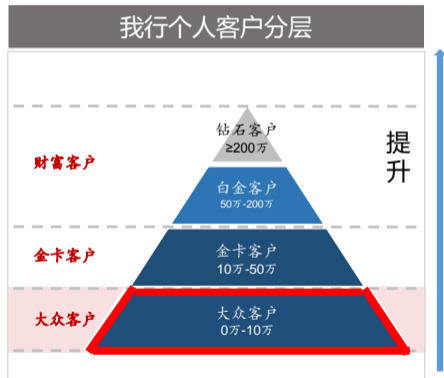 我行个人客户分层
钻石客户
≥200万
提升
财富客户
白金客户
50万-200万
金卡客户
金卡客户
10万-50万
大众客户
大众客户
0万-10万